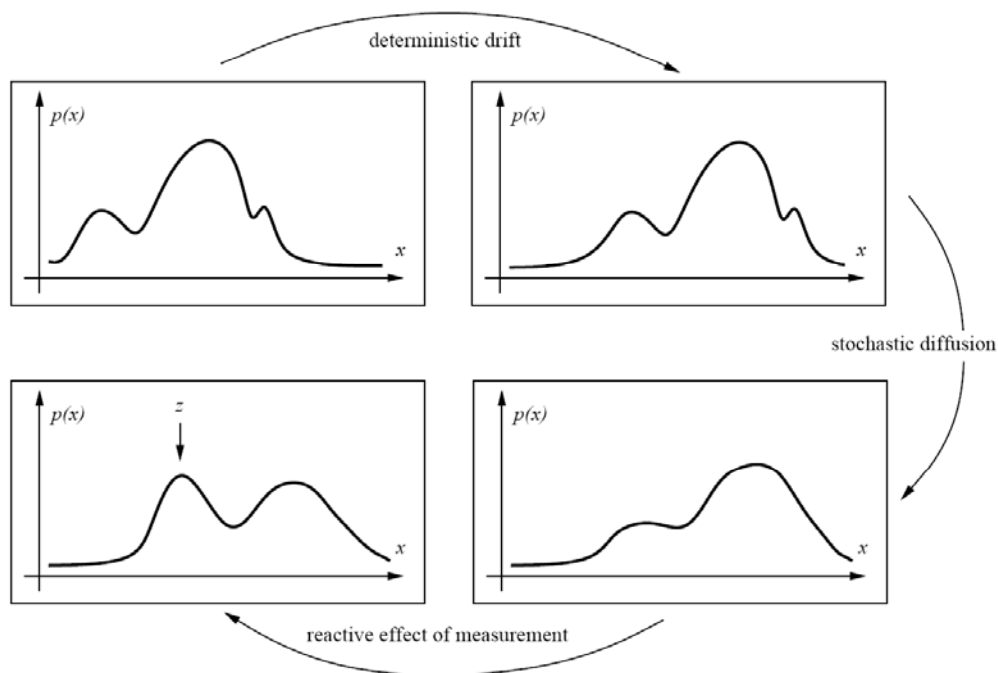 deterministic drift
p(x)
x
p(x)
x
stochastic diffusion
p(x)
z
x
p(x)
x
reactive effect of measurement